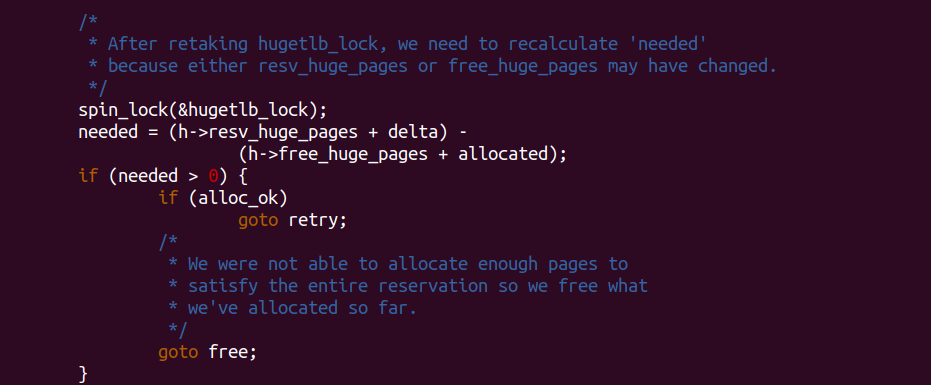 /*
 * After retaking hugetlb_lock, we need to recalculate 'needed'
 * because either resv_huge_pages or free_huge_pages may have changed.
 */
spin_lock(&hugetlb_lock);
needed = (h->resv_huge_pages + delta) -
                (h->free_huge_pages + allocated);
if (needed > 0) {
        if (alloc_ok)
                goto retry;
        /*
         * We were not able to allocate enough pages to
         * satisfy the entire reservation so we free what
         * we've allocated so far.
         */
        goto free;
}